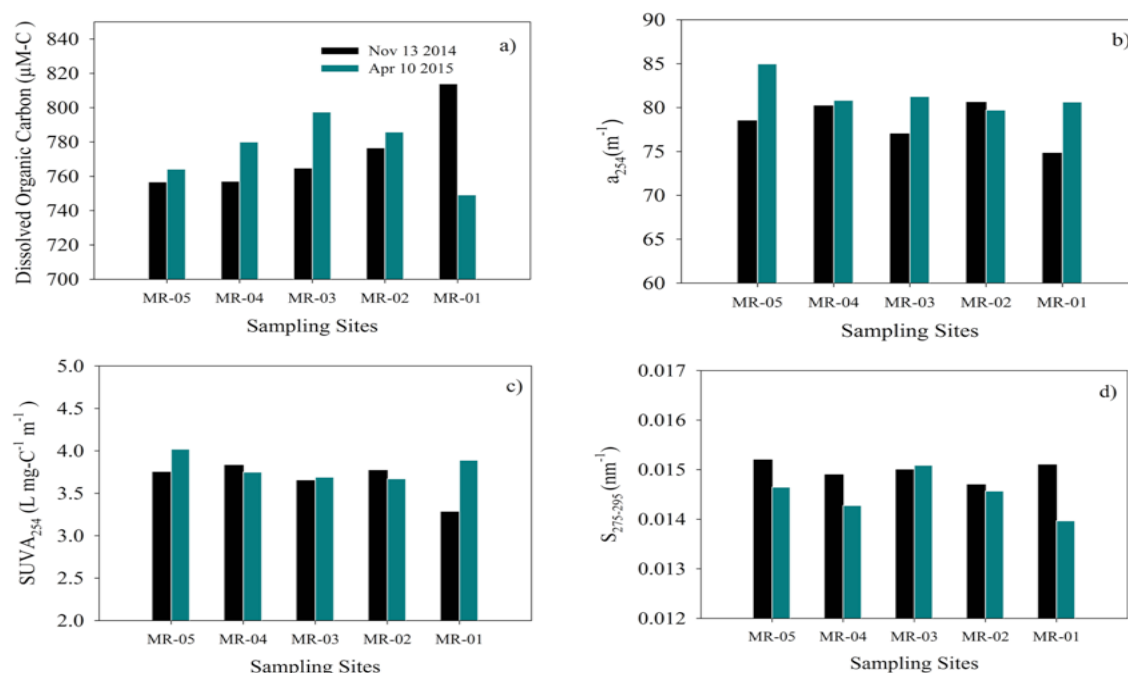 a)
Dissolved Organic Carbon (µM-C)
840
820
800
780
760
740
720
700
Nov 13 2014
Apr 10 2015
MR-05 MR-04 MR-03 MR-02 MR-01
Sampling Sites
b)
a254(m-1)
90
85
80
75
70
65
60
MR-05 MR-04 MR-03 MR-02 MR-01
Sampling Sites
c)
SUVA254 (L mg-C-1 m-1)
5.0
4.5
4.0
3.5
3.0
2.5
2.0
MR-05 MR-04 MR-03 MR-02 MR-01
Sampling Sites
d)
S275-295 (nm-1)
0.017
0.016
0.015
0.014
0.013
0.012
MR-05 MR-04 MR-03 MR-02 MR-01
Sampling Sites